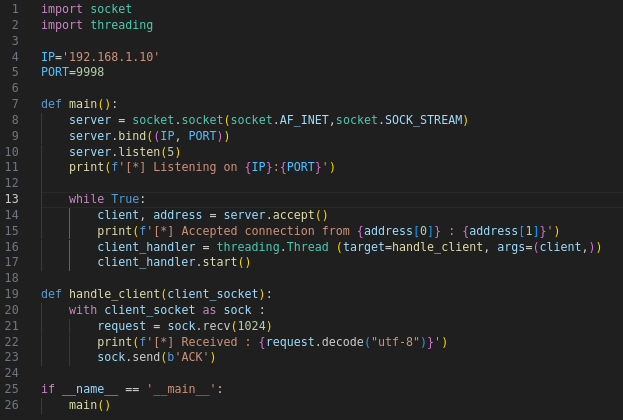 1 import socket
2 import threading
3
4 IP='192.168.1.10'
5 PORT=9998
6
7 def main():
8     server = socket.socket(socket.AF_INET,socket.SOCK_STREAM)
9     server.bind((IP, PORT))
10     server.listen(5)
11     print(f'[*] Listening on {IP}:{PORT}')
12
13     while True:
14         client, address = server.accept()
15         print(f'[*] Accepted connection from {address[0]} : {address[1]}')
16         client_handler = threading.Thread (target=handle_client, args=(client,))
17         client_handler.start()
18
19 def handle_client(client_socket):
20     with client_socket as sock :
21         request = sock.recv(1024)
22         print(f'[*] Received : {request.decode("utf-8")}')
23         sock.send(b'ACK')
24
25 if __name__ == '__main__':
26     main()